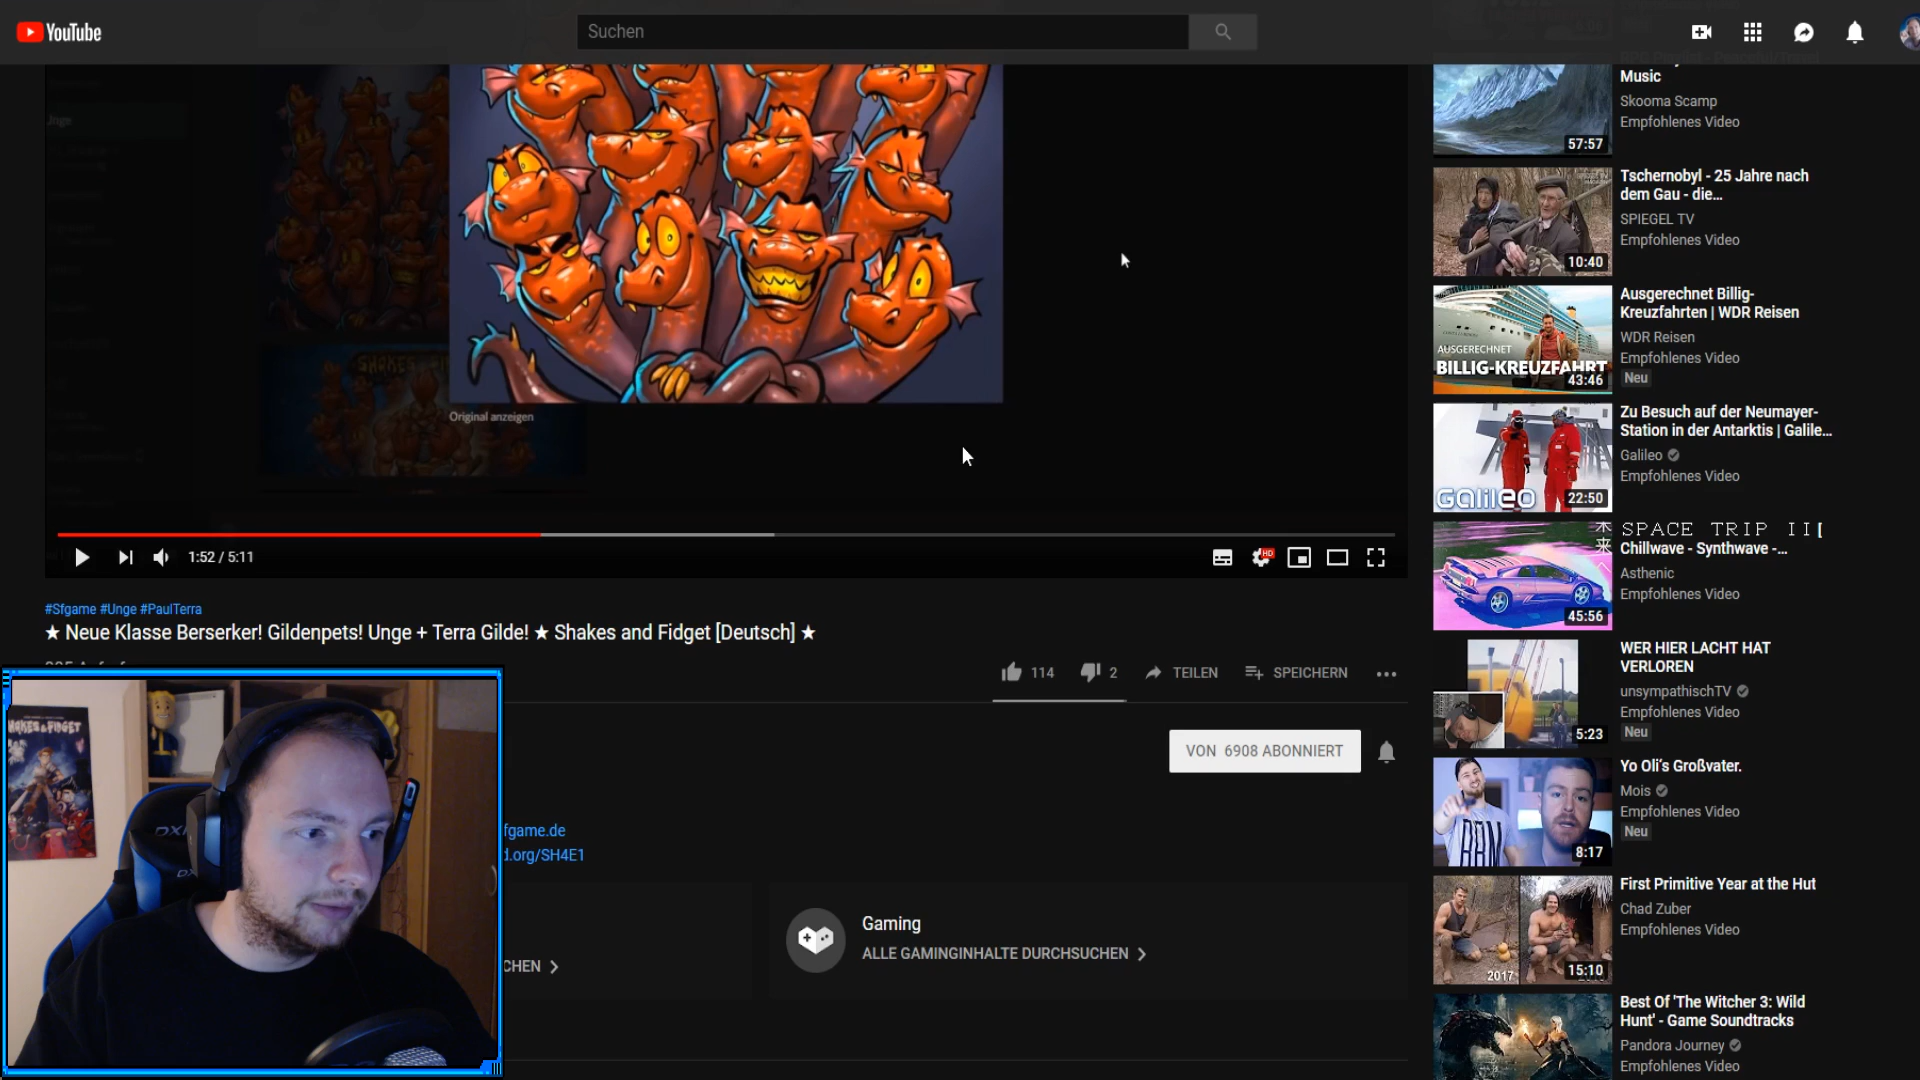 YouTube
Suchen
Unge
Original anzeigen
1:52 / 5:11
HD
#Sfgame #Unge #PaulTerra
★ Neue Klasse Berserker! Gildenpets! Unge + Terra Gilde! ★ Shakes and Fidget [Deutsch] ★
114
2
TEILEN
SPEICHERN
VON 6908 ABONNIERT
fgame.de
d.org/SH4E1
CHEN
Gaming
ALLE GAMINGINHALTE DURCHSUCHEN
Music
Skooma Scamp
Empfohlenes Video
57:57
Tschernobyl - 25 Jahre nach
dem Gau - die...
SPIEGEL TV
Empfohlenes Video
10:40
Ausgerechnet Billig-
Kreuzfahrten | WDR Reisen
WDR Reisen
Empfohlenes Video
Neu
AUSGERECHNET
BILLIG-KREUZFAHRT
43:46
Zu Besuch auf der Neumayer-
Station in der Antarktis | Galile...
Galileo
Empfohlenes Video
Galileo
22:50
木 SPACE TRIP II[
来 Chillwave - Synthwave -...
Asthenic
Empfohlenes Video
45:56
WER HIER LACHT HAT
VERLOREN
unsympathischTV
Empfohlenes Video
Neu
5:23
Yo Oli's Großvater.
Mois
Empfohlenes Video
Neu
8:17
First Primitive Year at the Hut
Chad Zuber
Empfohlenes Video
2017
15:10
Best Of 'The Witcher 3: Wild
Hunt' - Game Soundtracks
Pandora Journey
Empfohlenes Video